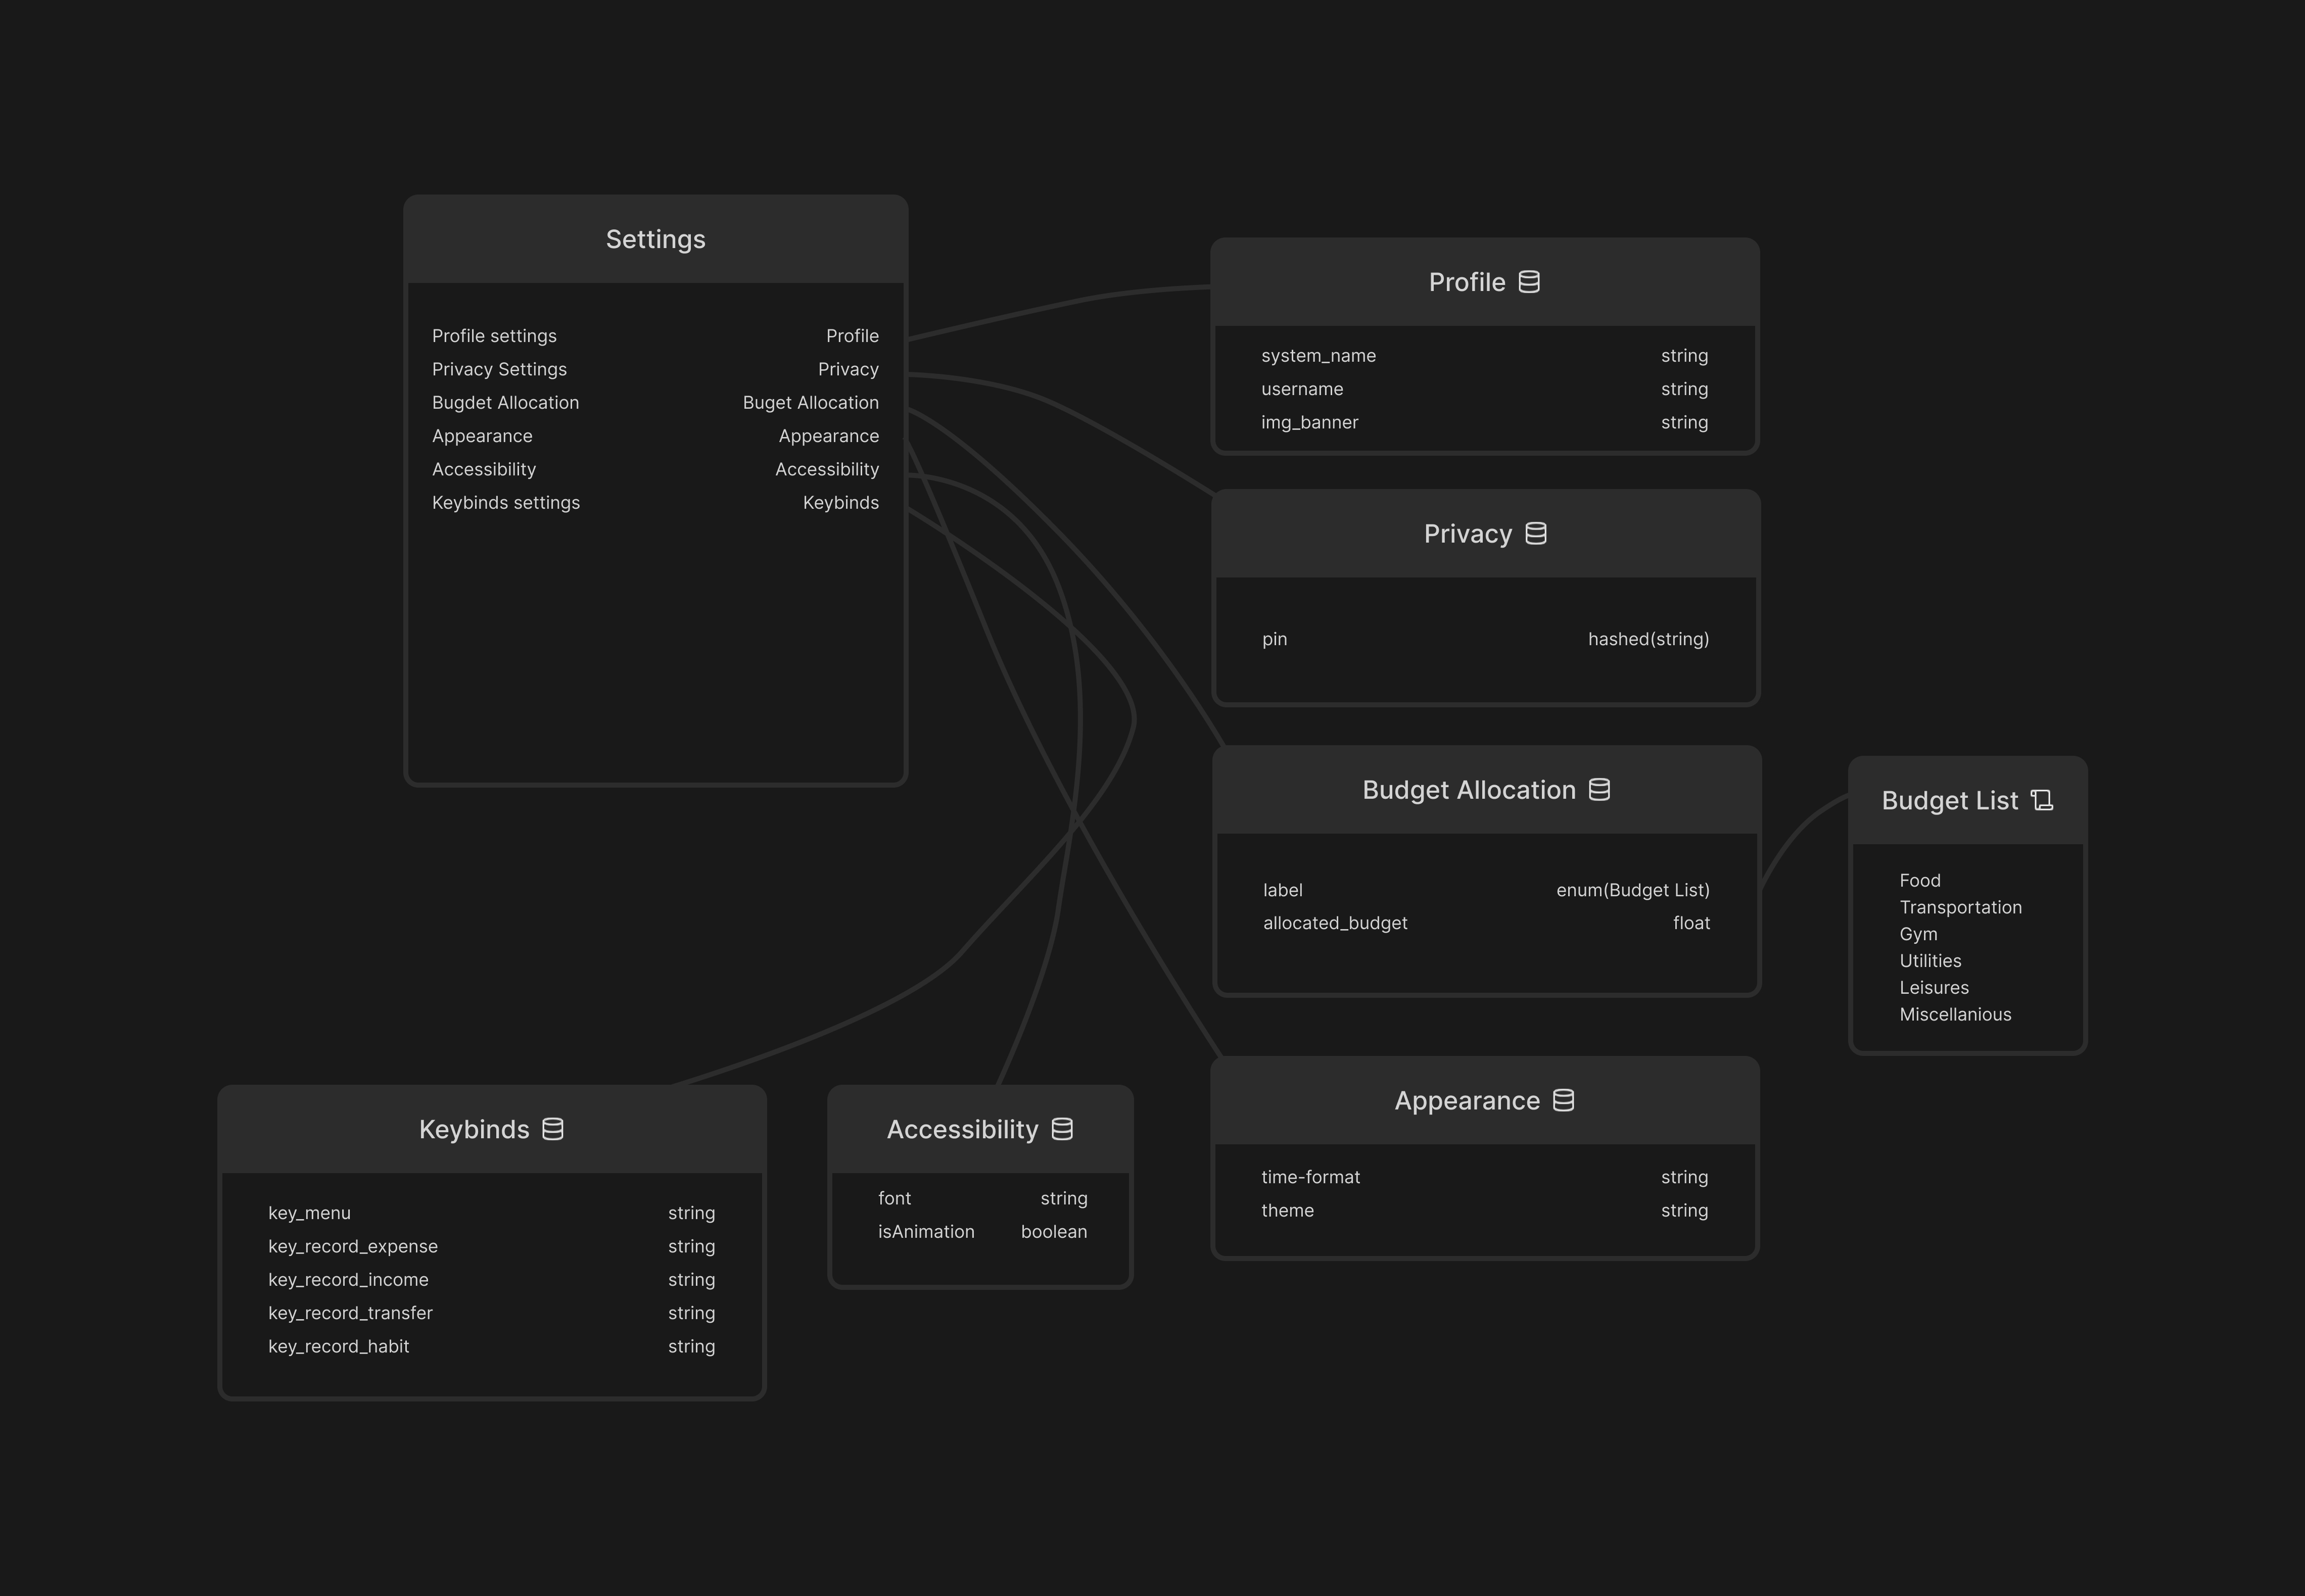 Settings
Profile settings Profile
Privacy Settings Privacy
Bugdet Allocation Buget Allocation
Appearance Appearance
Accessibility Accessibility
Keybinds settings Keybinds
Profile
system_name string
username string
img_banner string
Privacy
pin hashed(string)
Budget Allocation
label enum(Budget List)
allocated_budget float
Budget List
Food
Transportation
Gym
Utilities
Leisures
Miscellanious
Keybinds
key_menu string
key_record_expense string
key_record_income string
key_record_transfer string
key_record_habit string
Accessibility
font string
isAnimation boolean
Appearance
time-format string
theme string